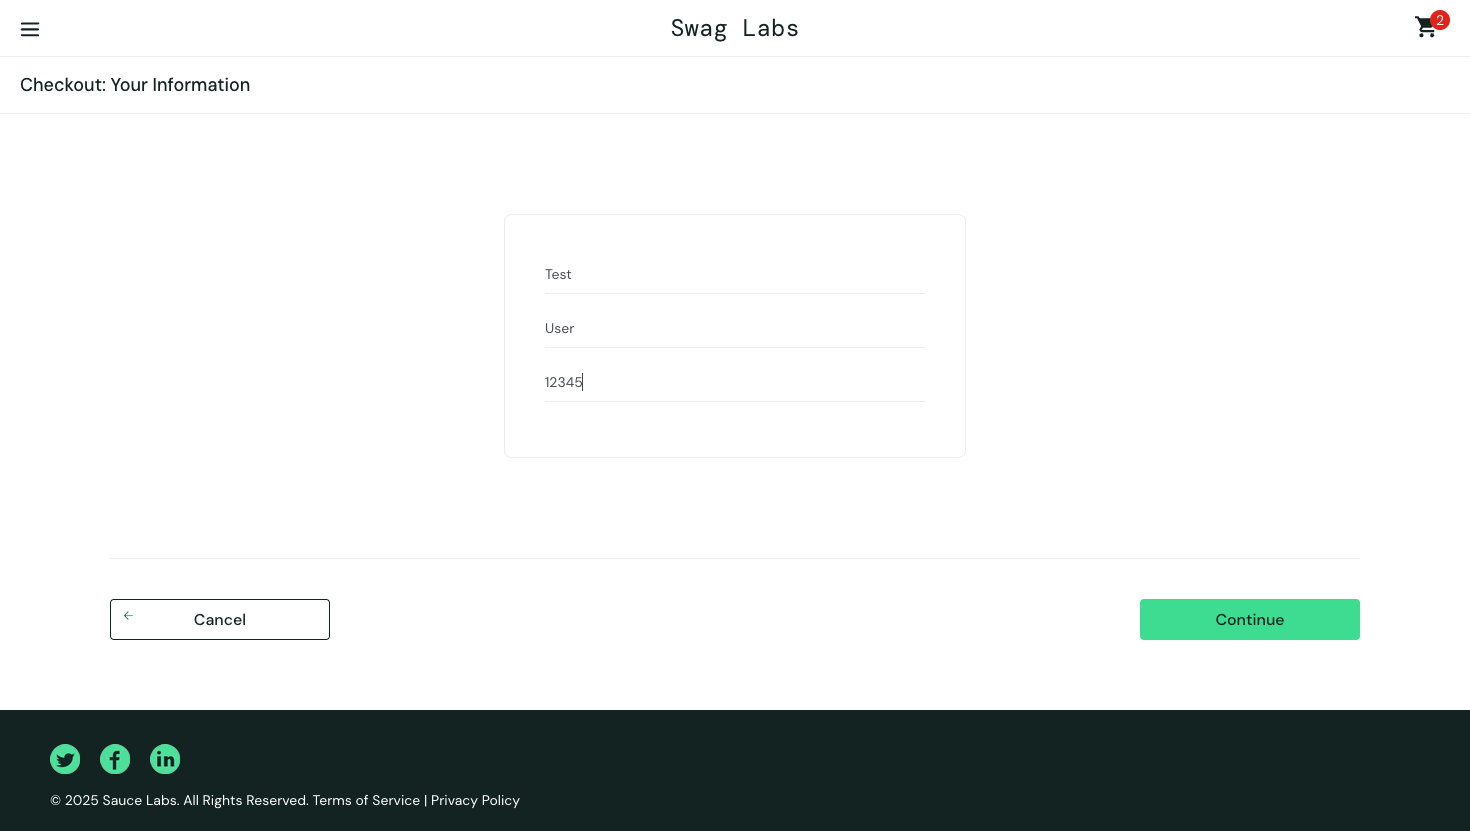 Swag Labs
2
Checkout: Your Information
Test
User
12345
Cancel
Continue
© 2025 Sauce Labs. All Rights Reserved. Terms of Service | Privacy Policy